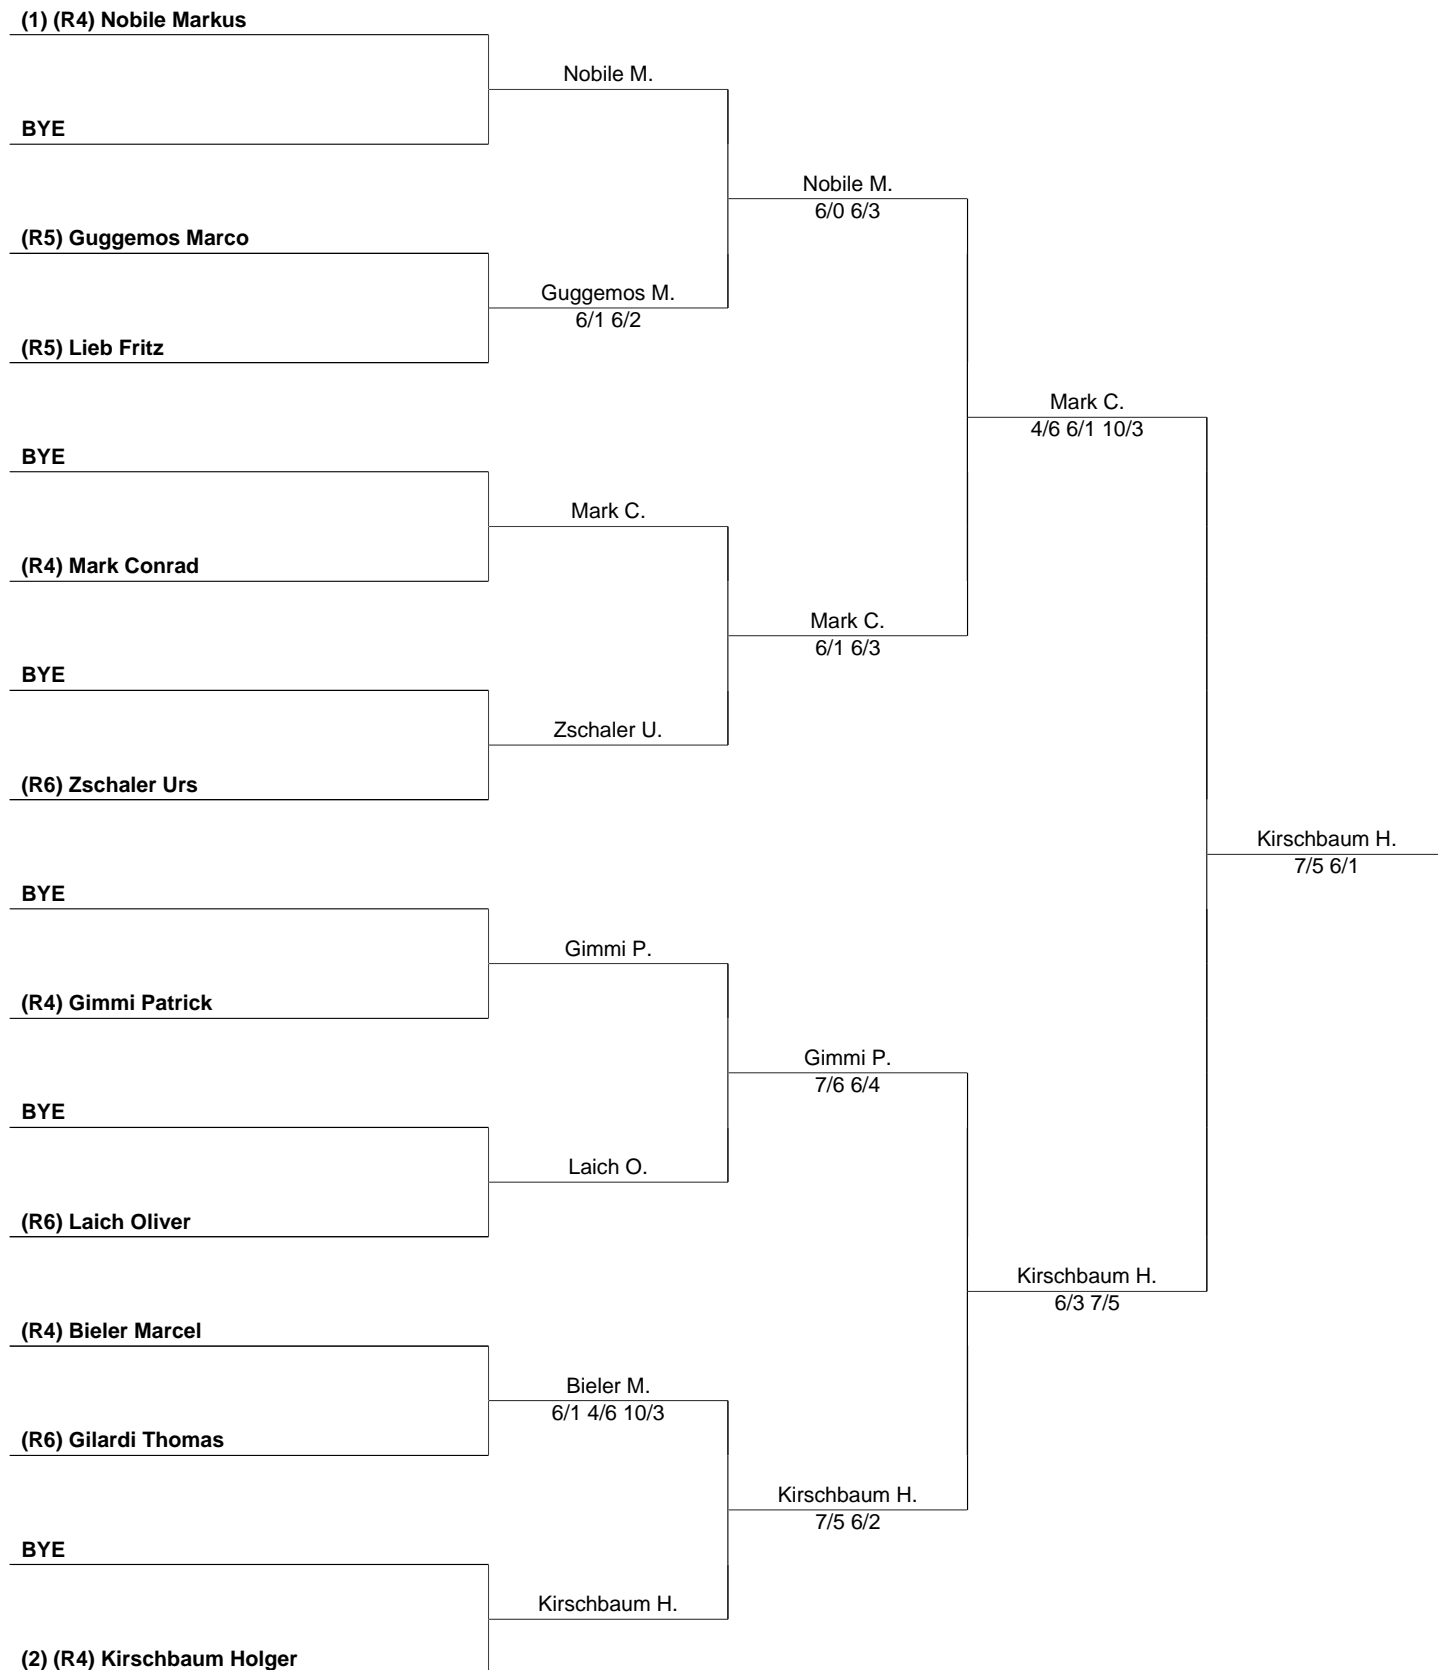 (1) (R4) Nobile Markus
Nobile M.
BYE
Nobile M.
6/0 6/3
(R5) Guggemos Marco
Guggemos M.
6/1 6/2
(R5) Lieb Fritz
Mark C.
4/6 6/1 10/3
BYE
Mark C.
(R4) Mark Conrad
Mark C.
6/1 6/3
BYE
Zschaler U.
(R6) Zschaler Urs
Kirschbaum H.
7/5 6/1
BYE
Gimmi P.
(R4) Gimmi Patrick
Gimmi P.
7/6 6/4
BYE
Laich O.
(R6) Laich Oliver
Kirschbaum H.
6/3 7/5
(R4) Bieler Marcel
Bieler M.
6/1 4/6 10/3
(R6) Gilardi Thomas
Kirschbaum H.
7/5 6/2
BYE
Kirschbaum H.
(2) (R4) Kirschbaum Holger